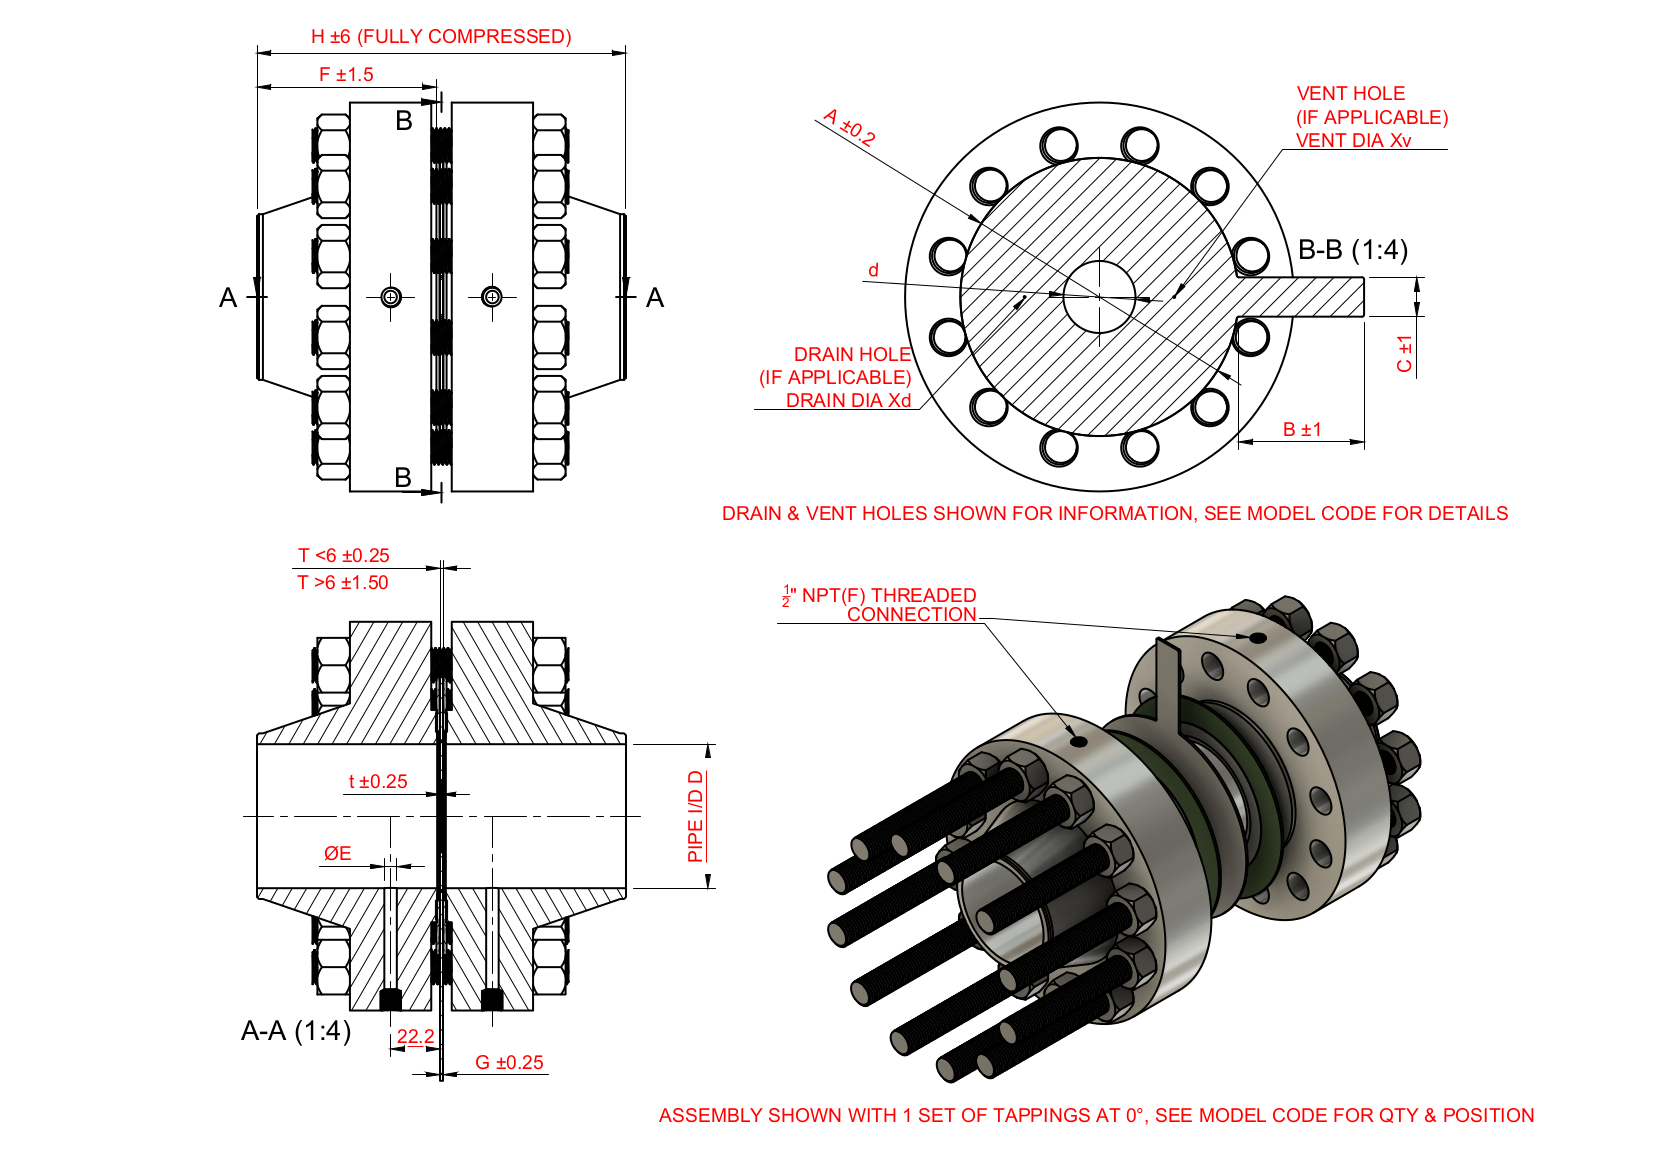 H ±6 (FULLY COMPRESSED)
F ±1.5
B
A
A
B
A ±0.2
VENT HOLE
(IF APPLICABLE)
VENT DIA Xv
B-B (1:4)
d
C ±1
DRAIN HOLE
(IF APPLICABLE)
DRAIN DIA Xd
B ±1
DRAIN & VENT HOLES SHOWN FOR INFORMATION, SEE MODEL CODE FOR DETAILS
T <6 ±0.25
T >6 ±1.50
t ±0.25
PIPE I/D D
ØE
A-A (1:4)
22.2
G ±0.25
1/2" NPT(F) THREADED
CONNECTION
ASSEMBLY SHOWN WITH 1 SET OF TAPPINGS AT 0°, SEE MODEL CODE FOR QTY & POSITION